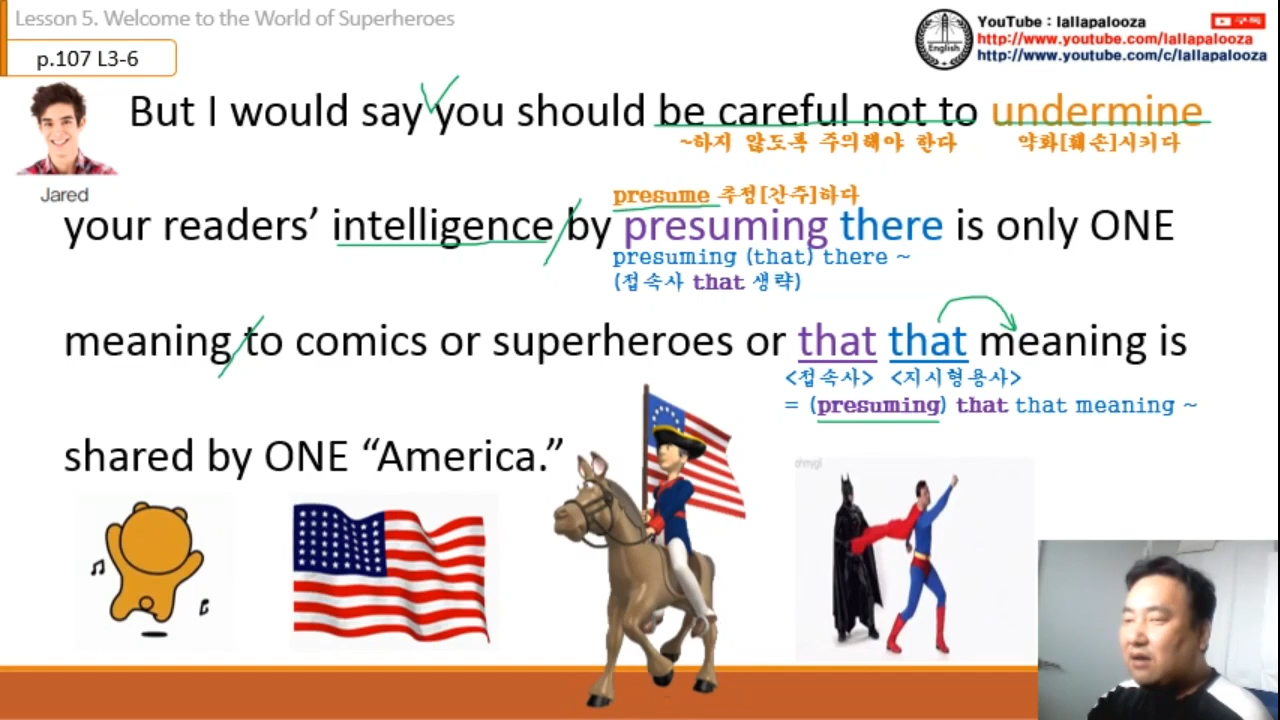 Lesson 5. Welcome to the World of Superheroes
p.107 L3-6
English
YouTube : lallapalooza
구독
http://www.youtube.com/lallapalooza
http://www.youtube.com/c/lallapalooza
But I would say you should be careful not to undermine
~하지 않도록 주의해야 한다 약화[훼손]시키다
Jared
presume 추정[간주]하다
your readers’ intelligence by presuming there is only ONE
presuming (that) there ~
(접속사 that 생략)
meaning to comics or superheroes or that that meaning is
<접속사> <지시형용사>
= (presuming) that that meaning ~
shared by ONE “America.”
ohmygil